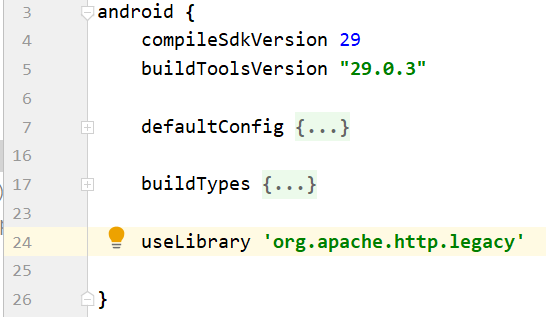 3 android {
4 compileSdkVersion 29
5 buildToolsVersion "29.0.3"
6
7 defaultConfig {...}
16
17 buildTypes {...}
23
24 useLibrary 'org.apache.http.legacy'
25
26 }